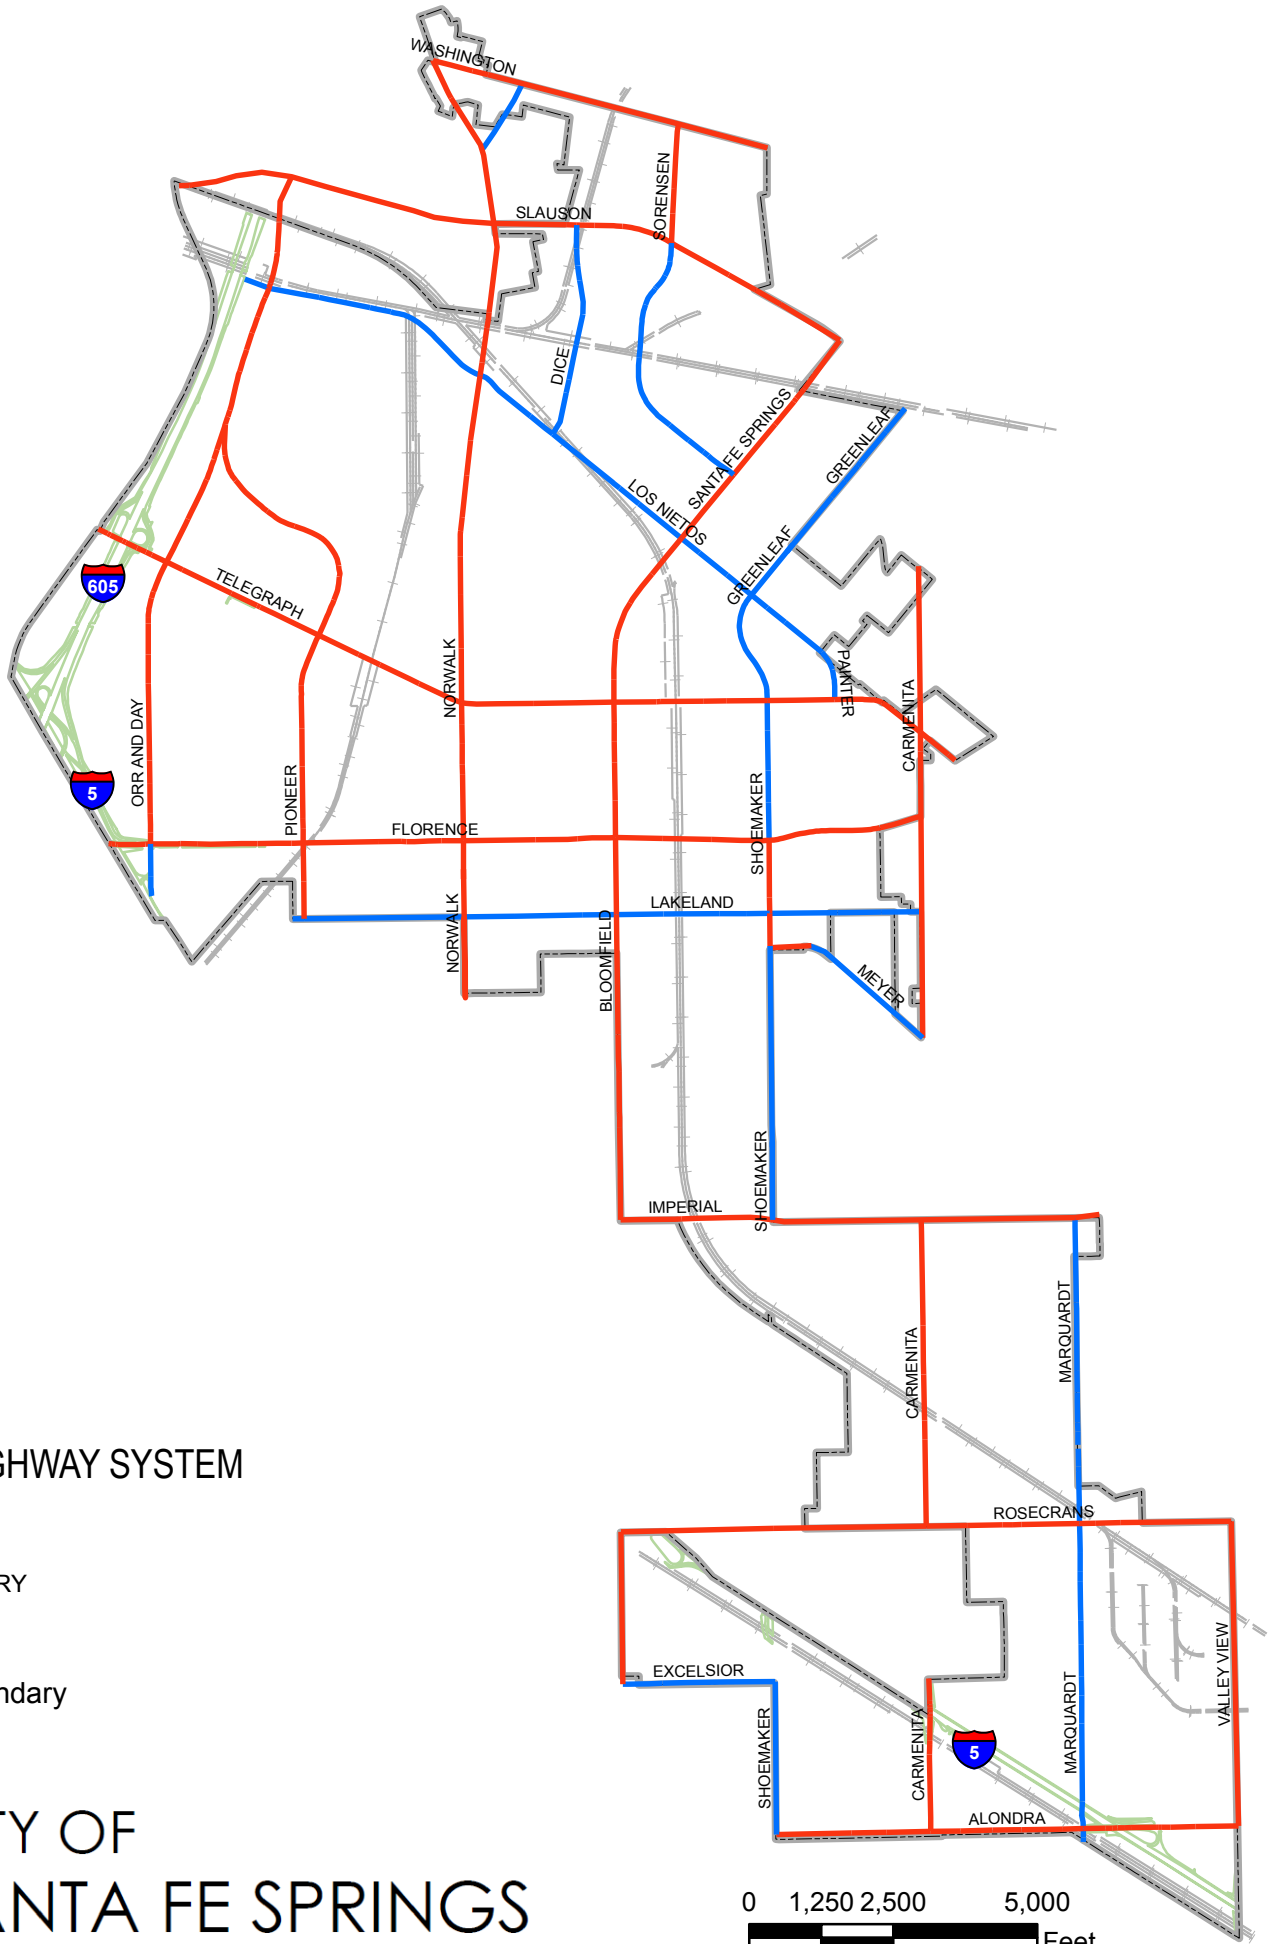 WASHINGTON
SORENSEN
SLAUSON
DICE
SANTA FE SPRINGS
GREENLEAF
LOS NIETOS
GREENLEAF
605
TELEGRAPH
NORWALK
PAINTER
CARMENITA
ORR AND DAY
5
PIONEER
FLORENCE
SHOEMAKER
LAKELAND
NORWALK
BLOOMFIELD
MEYER
SHOEMAKER
IMPERIAL
MARQUARDT
CARMENITA
GHWAY SYSTEM
ROSECRANS
RY
EXCELSIOR
VALLEY VIEW
ndary
SHOEMAKER
CARMENITA
5
MARQUARDT
ALONDRA
TY OF
ANTA FE SPRINGS
0 1,250 2,500 5,000
Feet